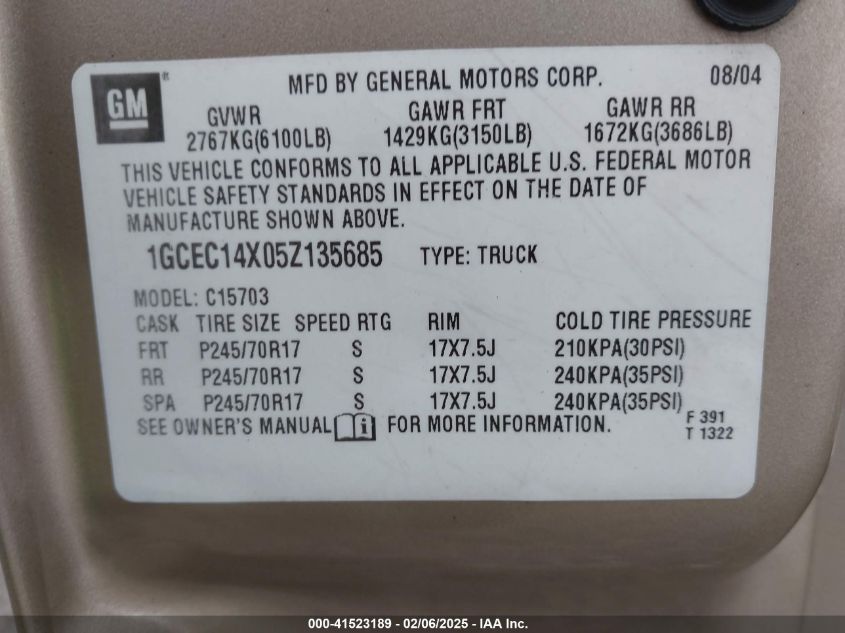 GM®
MFD BY GENERAL MOTORS CORP. 08/04
GVWR GAWR FRT GAWR RR
2767KG(6100LB) 1429KG(3150LB) 1672KG(3686LB)
THIS VEHICLE CONFORMS TO ALL APPLICABLE U.S. FEDERAL MOTOR
VEHICLE SAFETY STANDARDS IN EFFECT ON THE DATE OF
MANUFACTURE SHOWN ABOVE.
1GCEC14X05Z135685 TYPE: TRUCK
MODEL: C15703
CASK TIRE SIZE SPEED RTG RIM COLD TIRE PRESSURE
FRT P245/70R17 S 17X7.5J 210KPA(30PSI)
RR P245/70R17 S 17X7.5J 240KPA(35PSI)
SPA P245/70R17 S 17X7.5J 240KPA(35PSI)
SEE OWNER'S MANUAL i FOR MORE INFORMATION.
F 391
T 1322
000-41523189 - 02/06/2025 - IAA Inc.